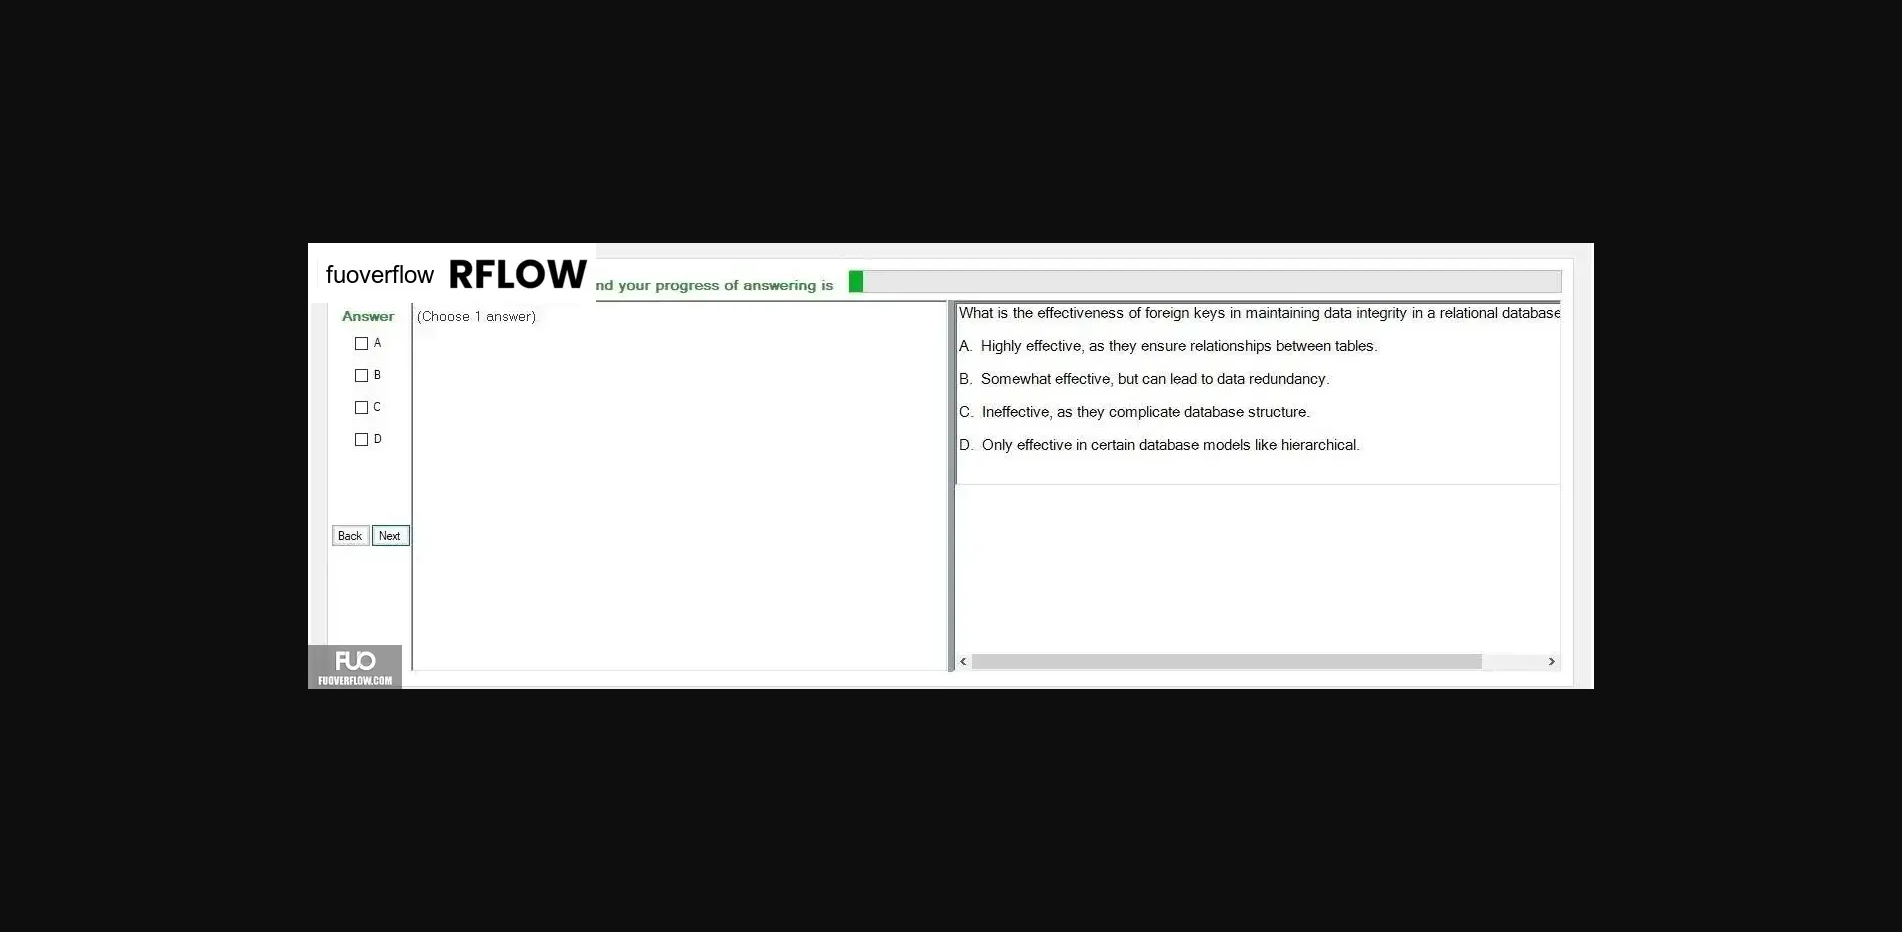 fuoverflow RFLOW
nd your progress of answering is
Answer
(Choose 1 answer)
A
B
C
D
Back Next
What is the effectiveness of foreign keys in maintaining data integrity in a relational database
A. Highly effective, as they ensure relationships between tables.
B. Somewhat effective, but can lead to data redundancy.
C. Ineffective, as they complicate database structure.
D. Only effective in certain database models like hierarchical.
FUO
FUOVERFLOW.COM